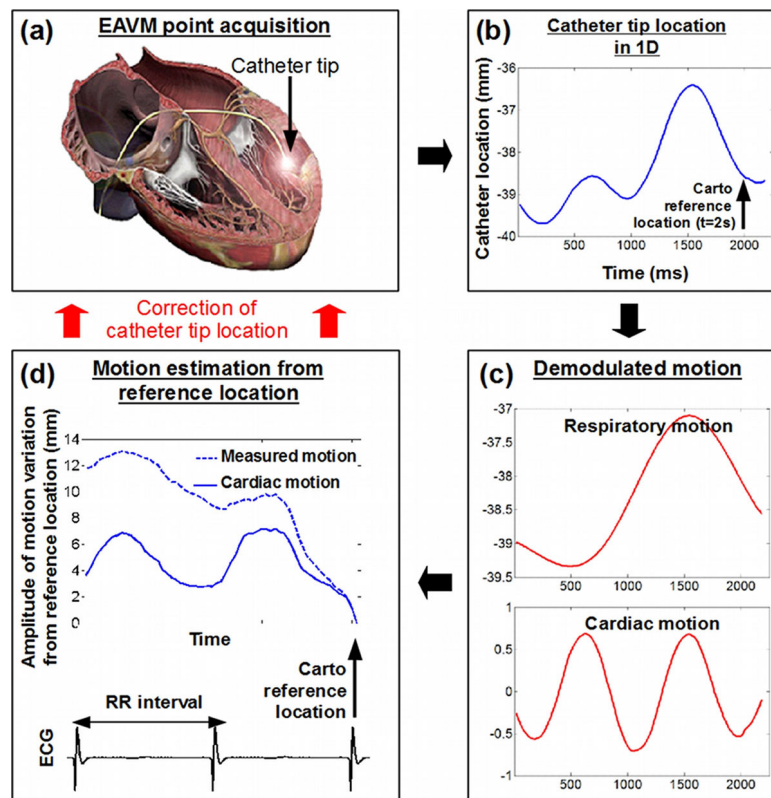 (a)
EAVM point acquisition
Catheter tip
(b)
Catheter tip location
in 1D
Catheter location (mm)
-36
-37
-38
-39
-40
500
1000
1500
2000
Carto
reference
location (t=2s)
Time (ms)
Correction of
catheter tip location
(c)
Demodulated motion
Respiratory motion
-37
-37.5
-38
-38.5
-39
-39.5
500
1000
1500
2000
Cardiac motion
1
0.5
0
-0.5
-1
500
1000
1500
2000
(d)
Motion estimation from
reference location
Amplitude of motion variation
from reference location (mm)
14
12
10
8
6
4
2
0
Measured motion
Cardiac motion
Time
Carto
reference
location
RR interval
ECG